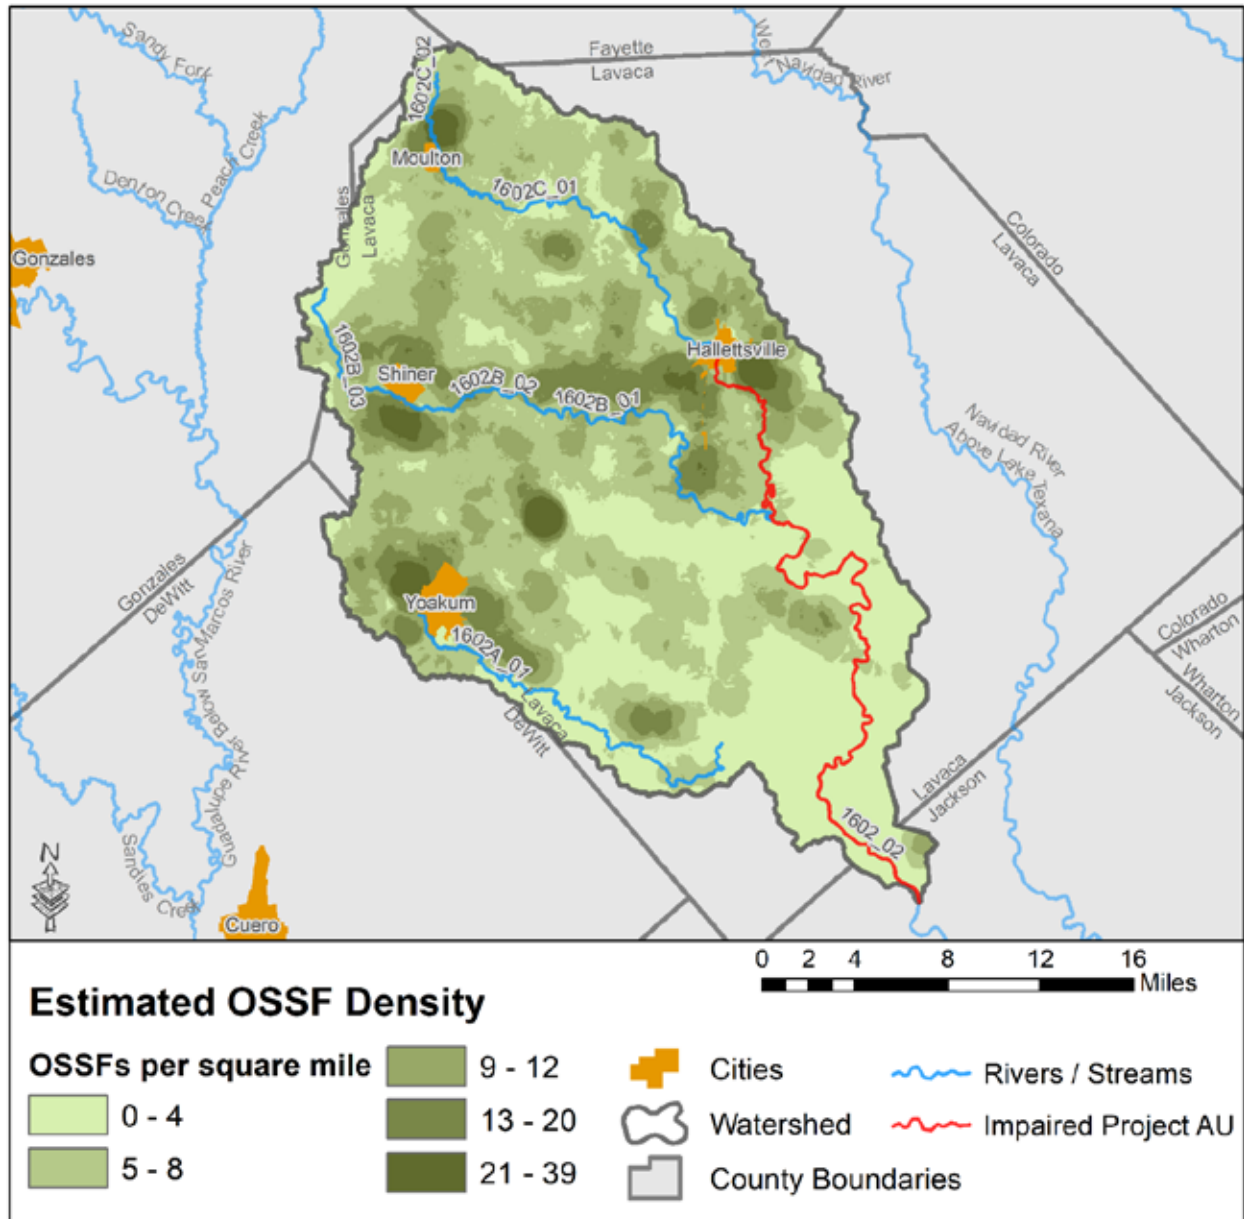 Sandy Fork
1602C_02
Fayette
Lavaca
West
Navidad River
Peach Creek
Moulton
Denton Creek
1602C_01
Gonzales
Lavaca
Colorado
Lavaca
Gonzales
1602B_03
Hallettsville
Shiner
1602B_02
1602B_01
Navidad River
Above Lake Texana
Gonzales
DeWitt
Guadalupe River Below San Marcos River
Yoakum
1602A_01
Lavaca
DeWitt
Colorado
Wharton
Wharton
Jackson
Lavaca
Jackson
1602_02
Sandies Creek
N
Cuero
0 2 4 8 12 16
Miles
Estimated OSSF Density
OSSFs per square mile
0 - 4
5 - 8
9 - 12
13 - 20
21 - 39
Cities
Watershed
County Boundaries
Rivers / Streams
Impaired Project AU